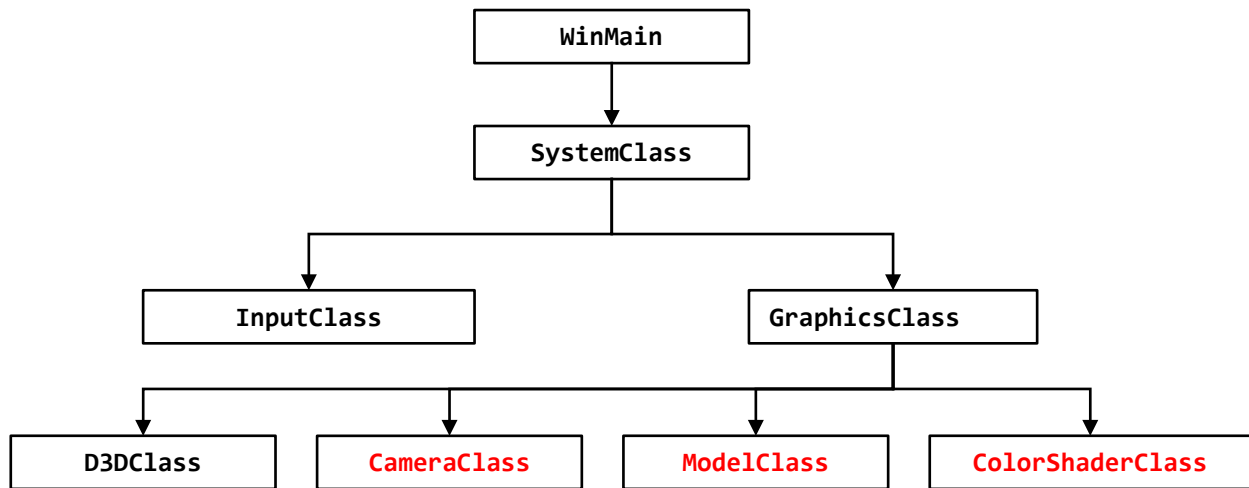 WinMain
SystemClass
InputClass
GraphicsClass
D3DClass
CameraClass
ModelClass
ColorShaderClass